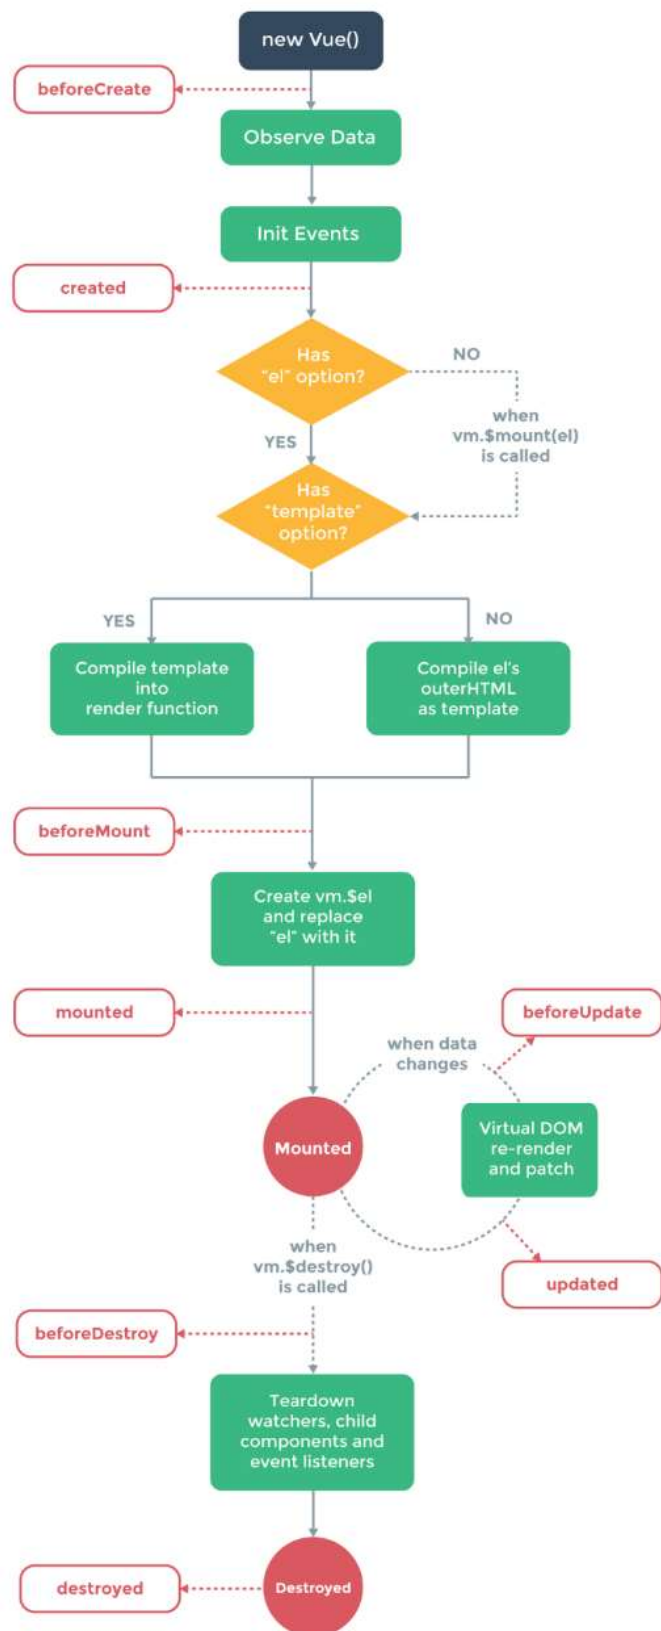 new Vue()
beforeCreate
Observe Data
Init Events
created
Has
"el" option?
NO
when
vm.$mount(el)
is called
YES
Has
"template"
option?
YES
NO
Compile template
into
render function
Compile el's
outerHTML
as template
beforeMount
Create vm.$el
and replace
"el" with it
mounted
beforeUpdate
when data
changes
Mounted
Virtual DOM
re-render
and patch
when
vm.$destroy()
is called
updated
beforeDestroy
Teardown
watchers, child
components and
event listeners
destroyed
Destroyed